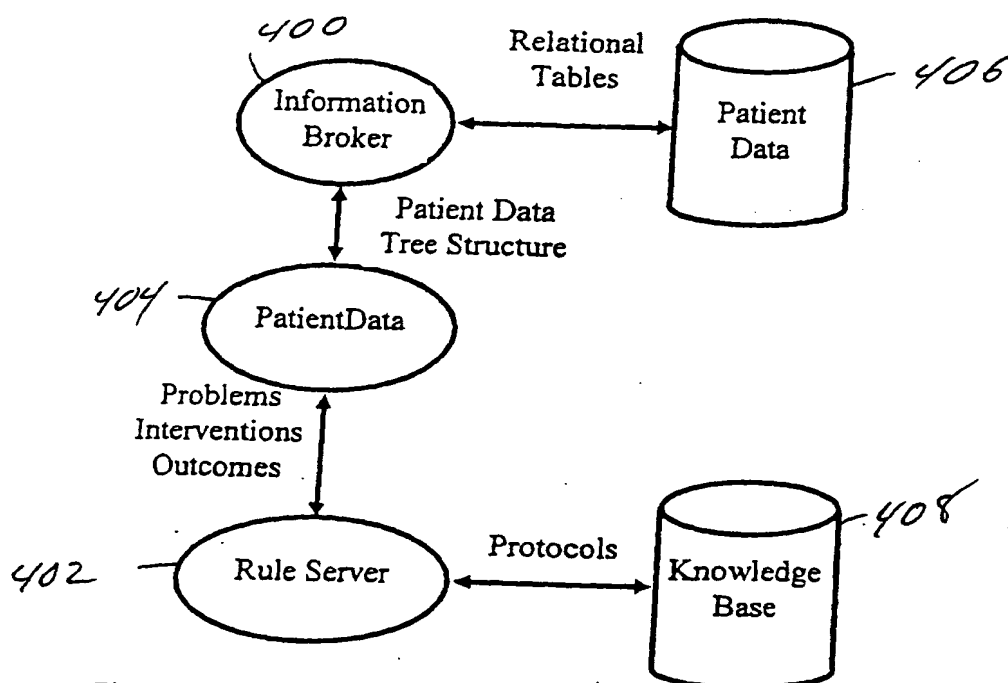 400
Relational
Tables
406
Information
Broker
Patient
Data
Patient Data
Tree Structure
404
PatientData
Problems
Interventions
Outcomes
408
402
Rule Server
Protocols
Knowledge
Base